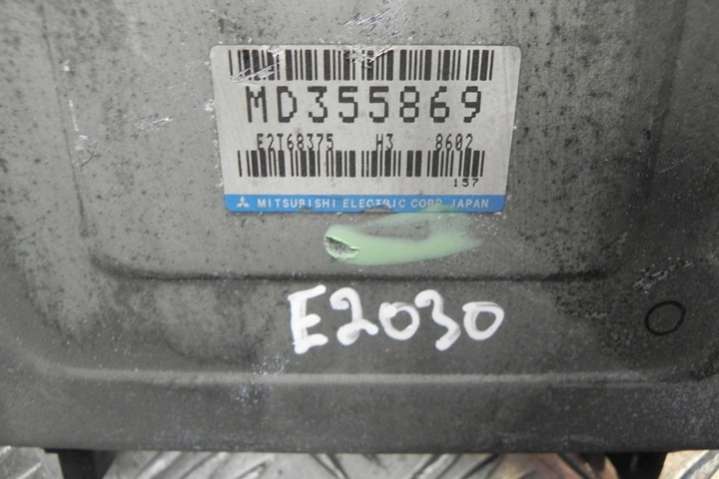 MD355869
E2T68375 H3 8602
157
MITSUBISHI ELECTRIC CORP. JAPAN
E2030